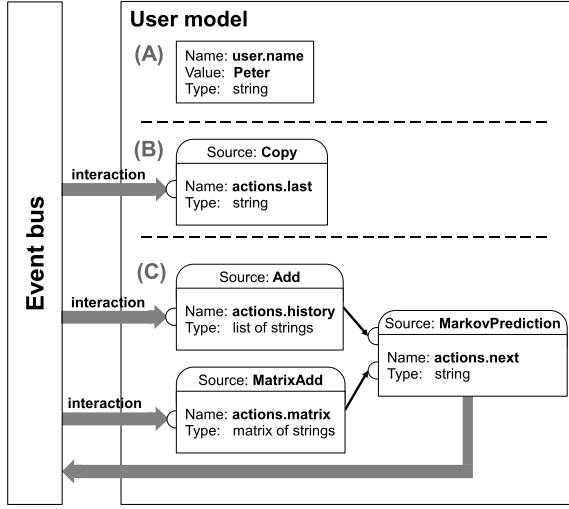 User model
Event bus
(A)
Name: user.name
Value: Peter
Type: string
(B)
interaction
Source: Copy
Name: actions.last
Type: string
(C)
interaction
Source: Add
Name: actions.history
Type: list of strings
Source: MarkovPrediction
Name: actions.next
Type: string
interaction
Source: MatrixAdd
Name: actions.matrix
Type: matrix of strings